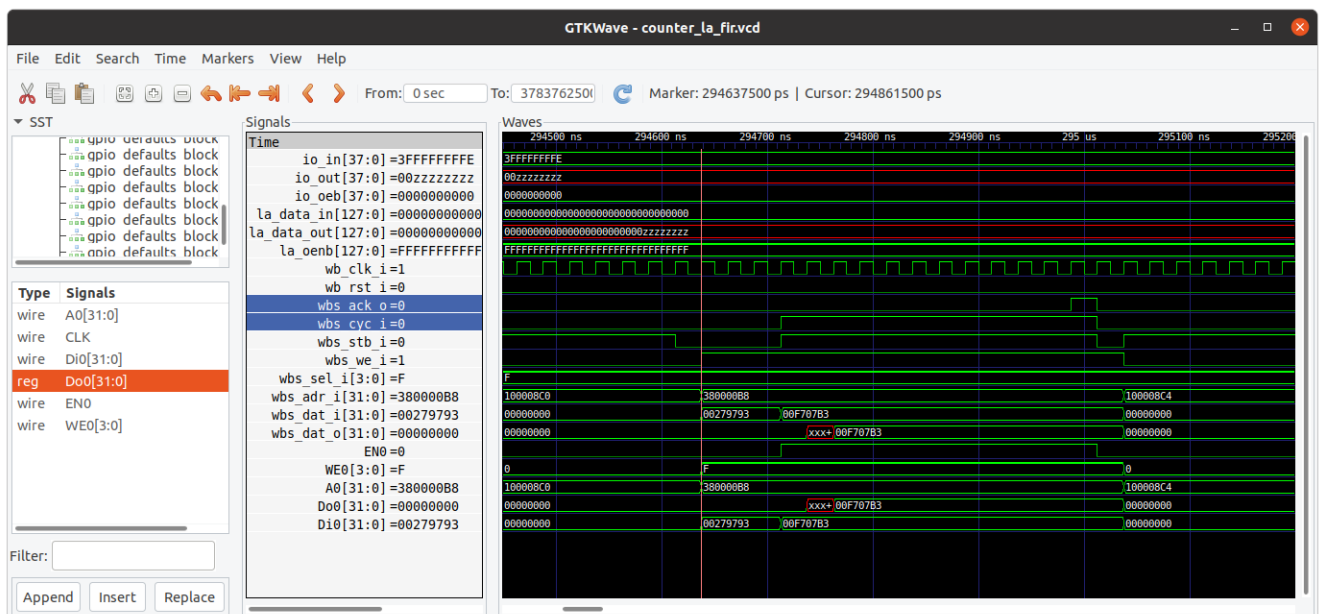 GTKWave - counter_la_fir.vcd
File Edit Search Time Markers View Help
From: 0 sec To: 3783762500 Marker: 294637500 ps | Cursor: 294861500 ps
SST
gpio defaults block
gpio defaults block
gpio defaults block
gpio defaults block
gpio defaults block
gpio defaults block
gpio defaults block
gpio defaults block
Type Signals
wire A0[31:0]
wire CLK
wire Di0[31:0]
reg Do0[31:0]
wire EN0
wire WE0[3:0]
Filter:
Append Insert Replace
Signals
Time
io_in[37:0] =3FFFFFFFFE
io_out[37:0] =00zzzzzzzz
io_oeb[37:0] =0000000000
la_data_in[127:0] =00000000000
la_data_out[127:0] =00000000000
la_oenb[127:0] =FFFFFFFFFFF
wb_clk_i=1
wb_rst_i=0
wbs_ack_o=0
wbs_cyc_i=0
wbs_stb_i=0
wbs_we_i=1
wbs_sel_i[3:0] =F
wbs_adr_i[31:0] =380000B8
wbs_dat_i[31:0] =00279793
wbs_dat_o[31:0] =00000000
EN0 =0
WE0[3:0] =F
A0[31:0] =380000B8
Do0[31:0] =00000000
Di0[31:0] =00279793
Waves
294500 ns 294600 ns 294700 ns 294800 ns 294900 ns 295 us 295100 ns 295200
3FFFFFFFFE
00zzzzzzzz
0000000000
00000000000000000000000000000000
000000000000000000000000zzzzzzzz
FFFFFFFFFFFFFFFFFFFFFFFFFFFFFFFF
F
100008C0 380000B8 100008C4
00000000 00279793 00F707B3 00000000
00000000 xxx+ 00F707B3 00000000
0 F 0
100008C0 380000B8 100008C4
00000000 xxx+ 00F707B3 00000000
00000000 00279793 00F707B3 00000000